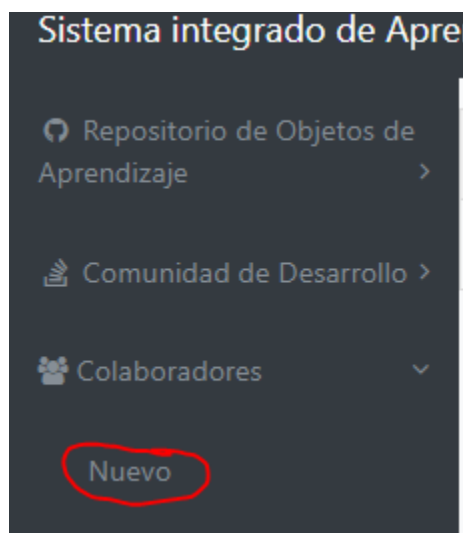 Sistema integrado de Apre
Repositorio de Objetos de
Aprendizaje
Comunidad de Desarrollo
Colaboradores
Nuevo